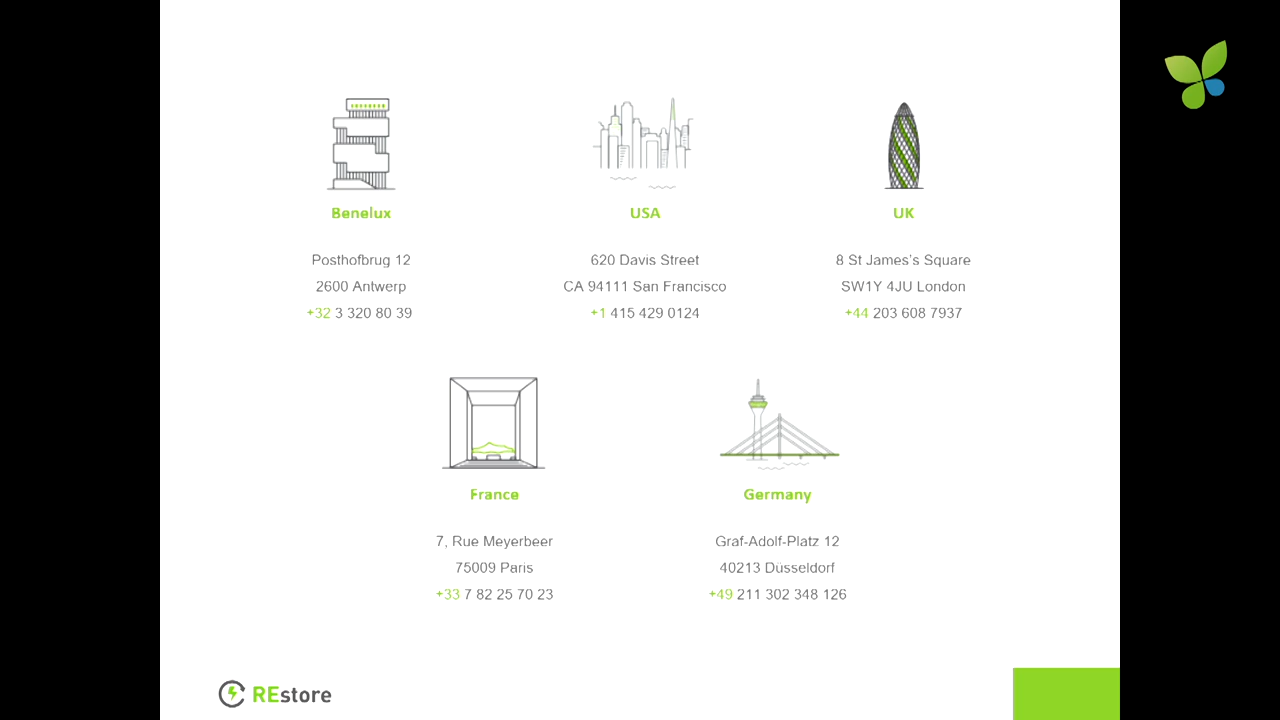 Benelux
Posthofbrug 12
2600 Antwerp
+32 3 320 80 39
USA
620 Davis Street
CA 94111 San Francisco
+1 415 429 0124
UK
8 St James's Square
SW1Y 4JU London
+44 203 608 7937
France
7, Rue Meyerbeer
75009 Paris
+33 7 82 25 70 23
Germany
Graf-Adolf-Platz 12
40213 Düsseldorf
+49 211 302 348 126
REstore